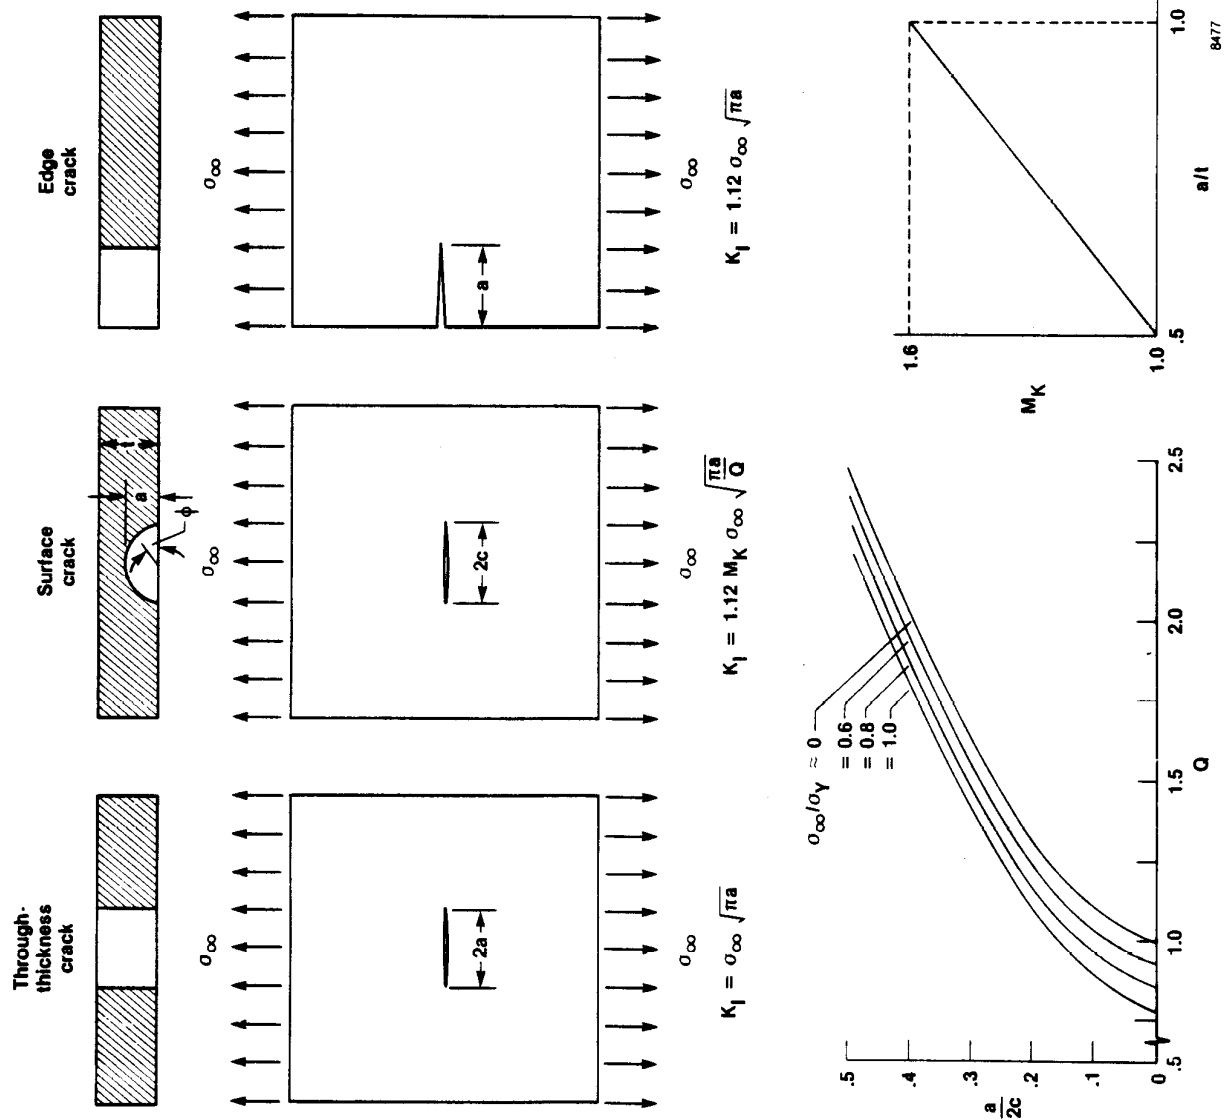 Through-
thickness
crack
σ∞
2a
σ∞
K_I = σ∞ √πa
Surface
crack
t
a
ϕ
σ∞
2c
σ∞
K_I = 1.12 M_K σ∞ √(πa/Q)
Edge
crack
σ∞
a
σ∞
K_I = 1.12 σ∞ √πa
a/2c
.5
.4
.3
.2
.1
0
σ∞/σY ≈ 0
= 0.6
= 0.8
= 1.0
.5
1.0
1.5
2.0
2.5
Q
M_K
1.6
1.0
.5
1.0
a/t
8477